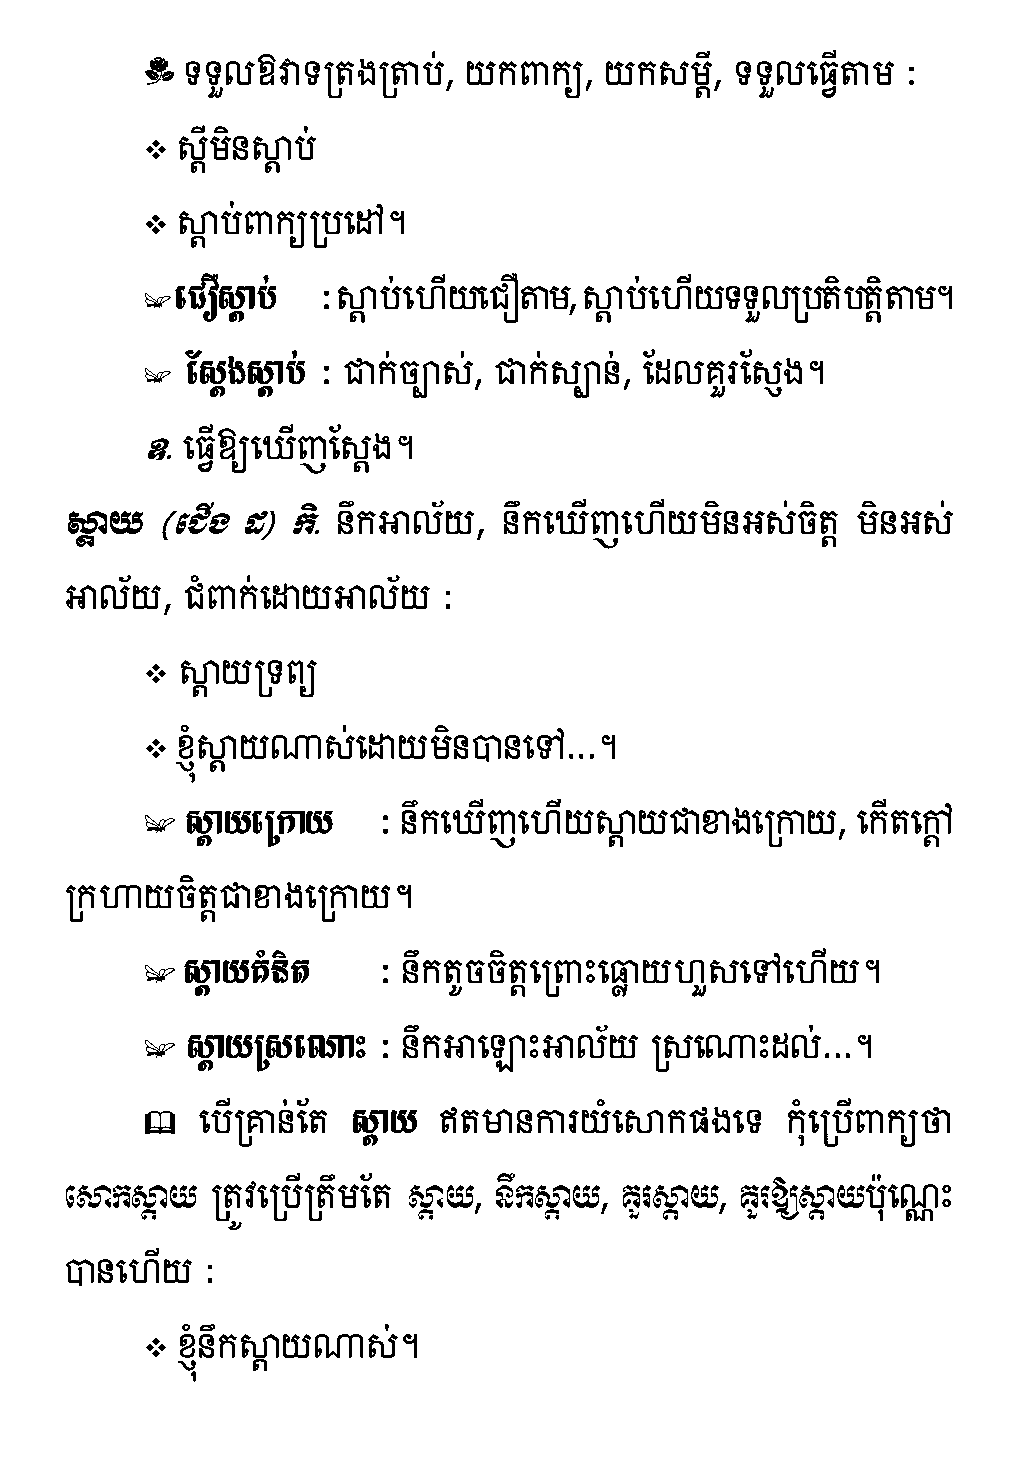 ទទួលឱវាទត្រងត្រាប់, យកពាក្យ, យកសម្ដី, ទទួលធ្វើតាម :
❖ ស្ដីមិនស្ដាប់
❖ ស្ដាប់ពាក្យប្រដៅ។
ជឿស្ដាប់ : ស្ដាប់ហើយជឿតាម, ស្ដាប់ហើយទទួលប្រតិបត្តិតាម។
ស្ដែងស្ដាប់ : ជាក់ច្បាស់, ជាក់ស្បាន់, ដែលគួរស្ញែង។
ឧ. ធ្វើឱ្យឃើញស្ដែង។
ស្ដាយ (ជើង ដ) កិ. នឹកអាល័យ, នឹកឃើញហើយមិនអស់ចិត្ត មិនអស់
អាល័យ, ជំពាក់ដោយអាល័យ :
❖ ស្ដាយទ្រព្យ
❖ ខ្ញុំស្ដាយណាស់ដោយមិនបានទៅ...។
ស្ដាយក្រោយ : នឹកឃើញហើយស្ដាយជាខាងក្រោយ, កើតក្ដៅ
ក្រហាយចិត្តជាខាងក្រោយ។
ស្ដាយគំនិត : នឹកតូចចិត្តព្រោះធ្លោយហួសទៅហើយ។
ស្ដាយស្រណោះ : នឹកអាឡោះអាល័យ ស្រណោះដល់...។
បើគ្រាន់តែ ស្ដាយ ឥតមានការយំសោកផងទេ កុំប្រើពាក្យថា
សោកស្ដាយ ត្រូវប្រើត្រឹមតែ ស្ដាយ, នឹកស្ដាយ, គួរស្ដាយ, គួរឱ្យស្ដាយប៉ុណ្ណេះ
បានហើយ :
❖ ខ្ញុំនឹកស្ដាយណាស់។